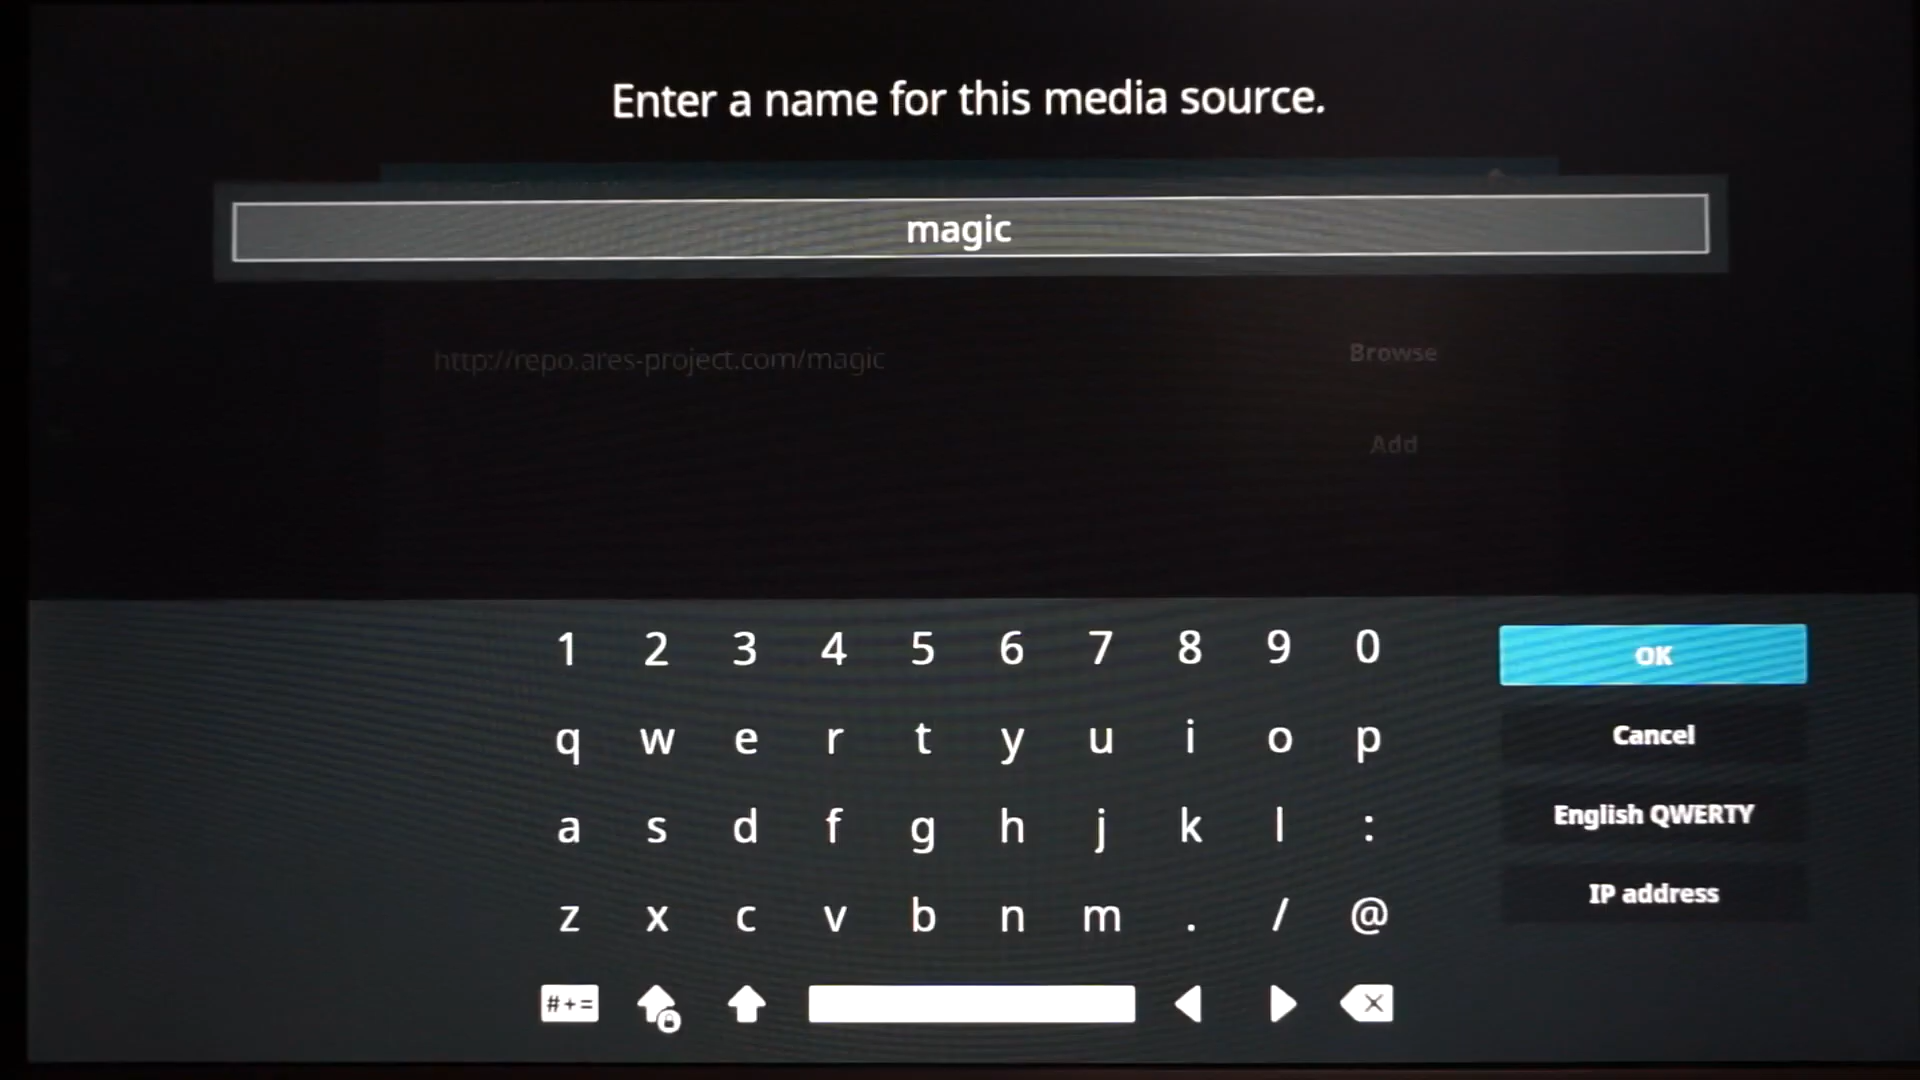 Enter a name for this media source.
magic
http://repo.ares-project.com/magic
Browse
Add
1 2 3 4 5 6 7 8 9 0
OK
q w e r t y u i o p
Cancel
a s d f g h j k l :
English QWERTY
z x c v b n m . / @
IP address
#+=